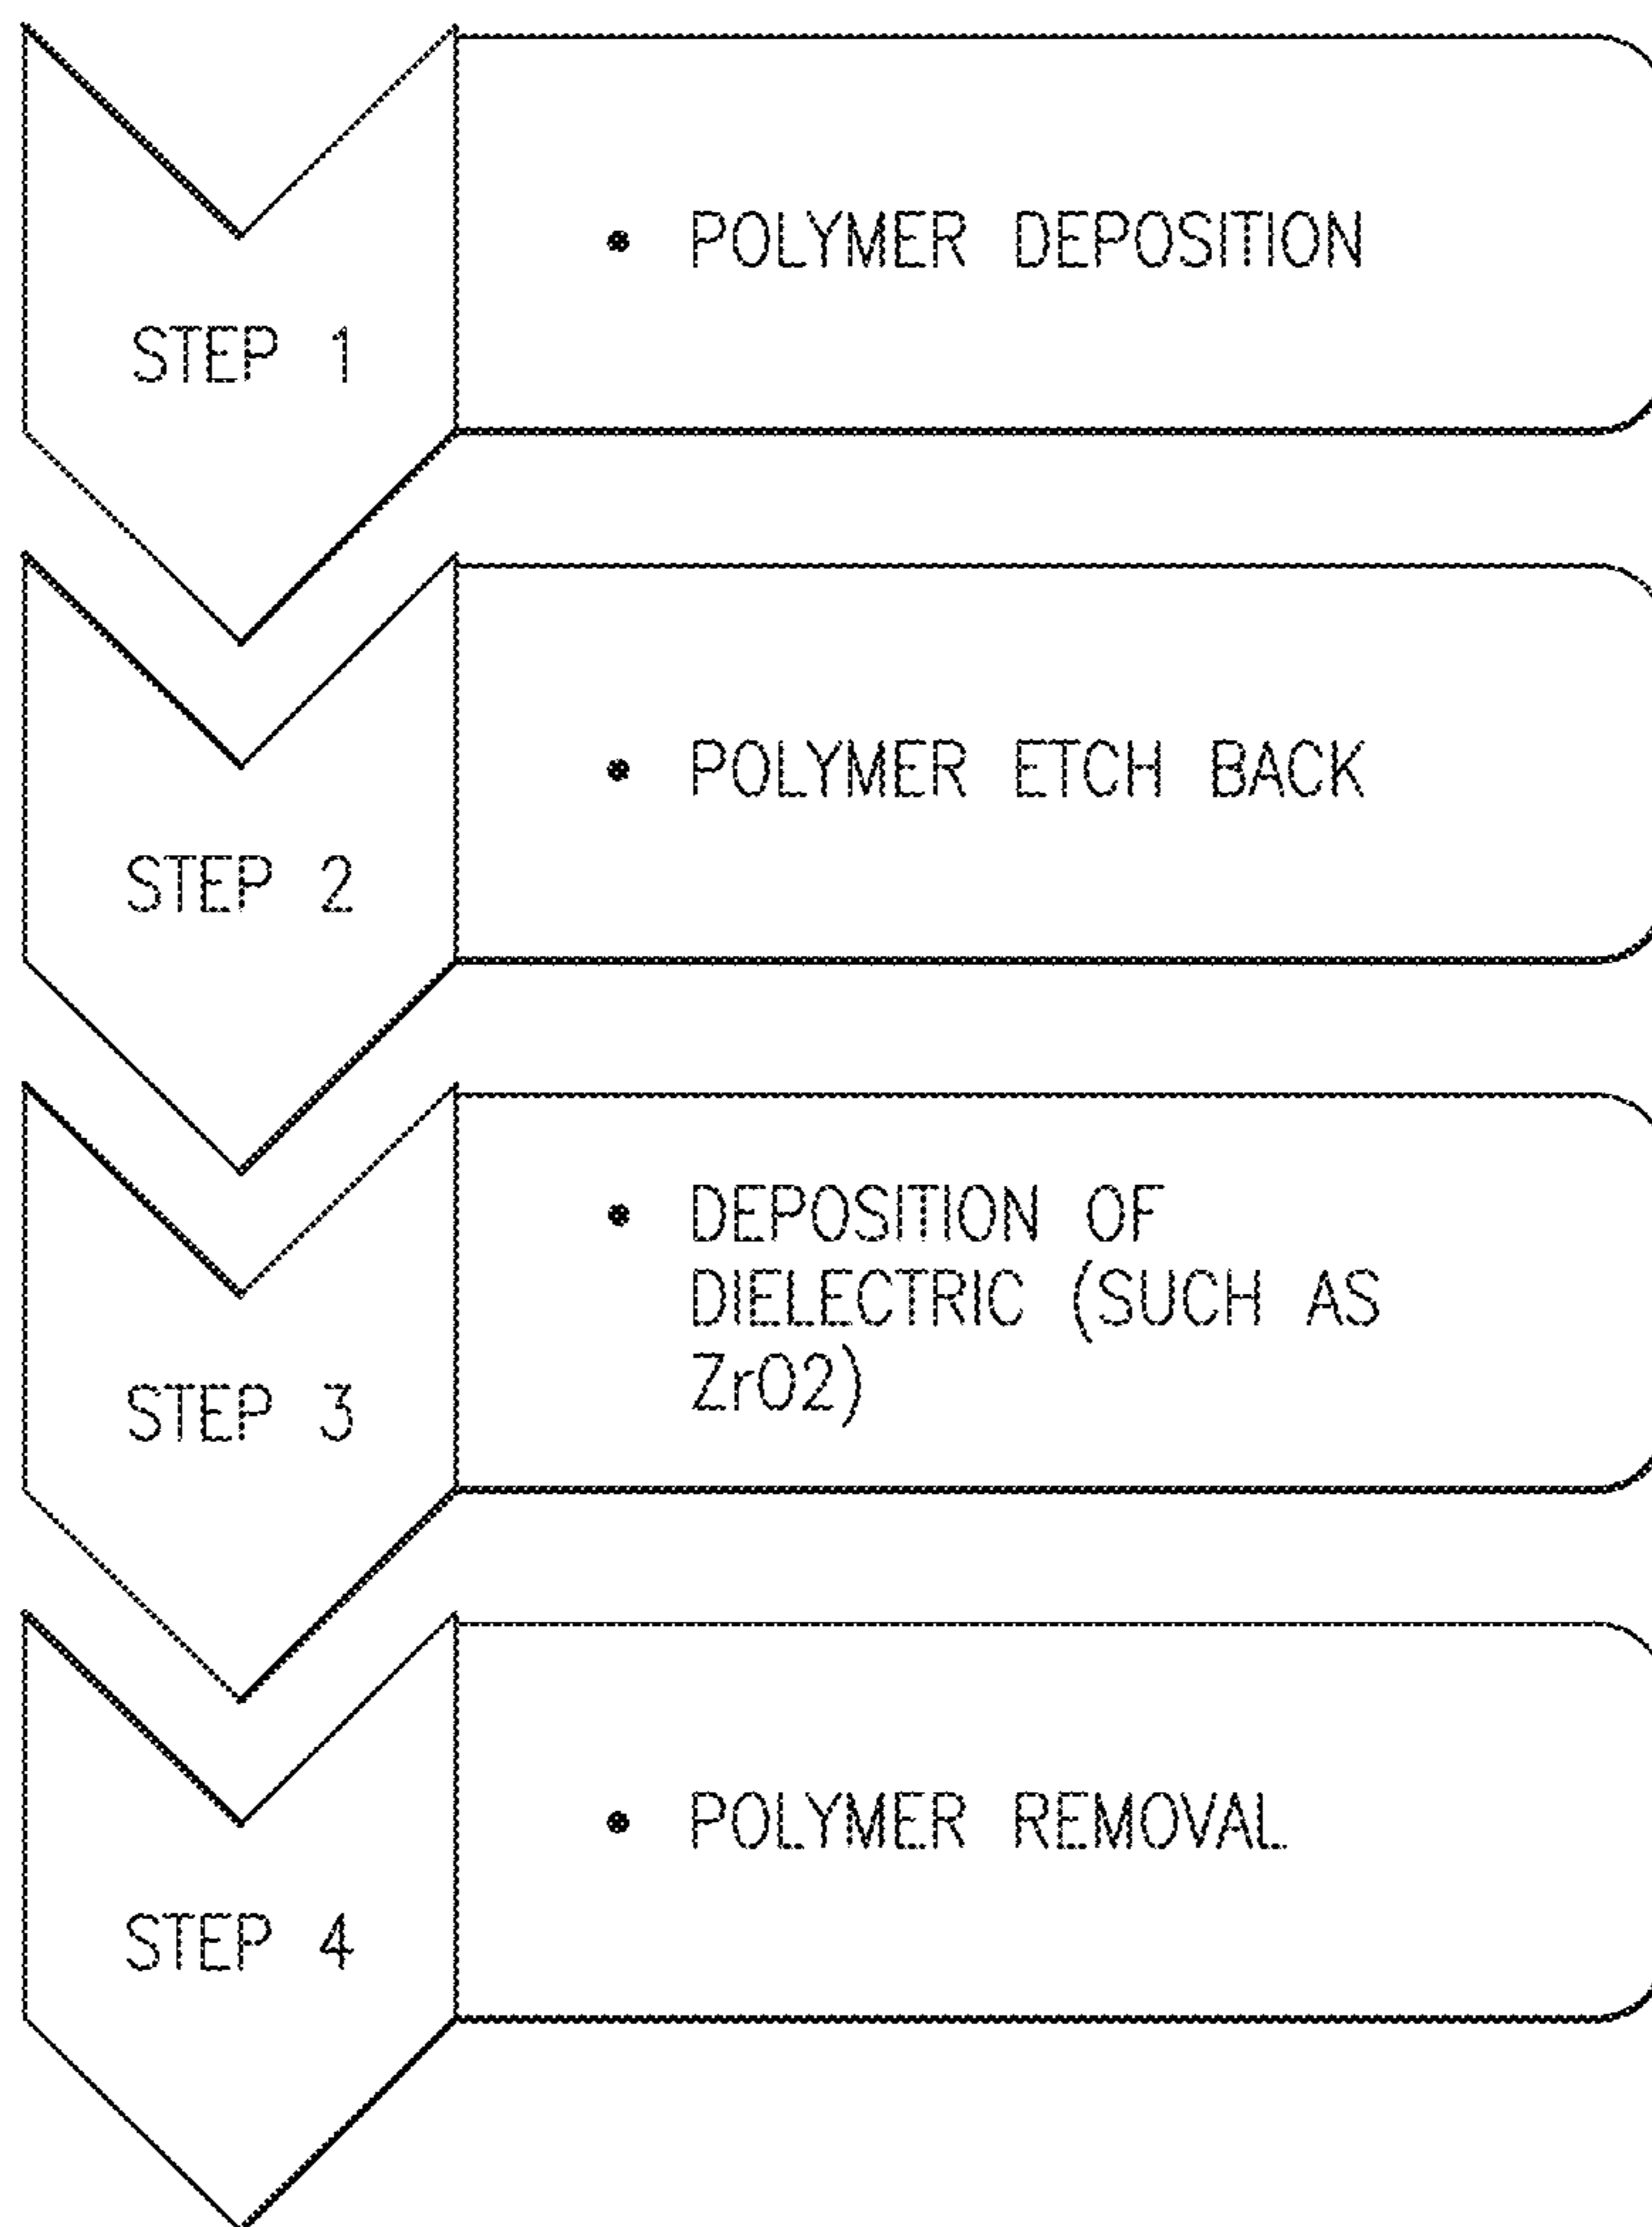 STEP 1
• POLYMER DEPOSITION
STEP 2
• POLYMER ETCH BACK
STEP 3
• DEPOSITION OF
DIELECTRIC (SUCH AS
ZrO2)
STEP 4
• POLYMER REMOVAL